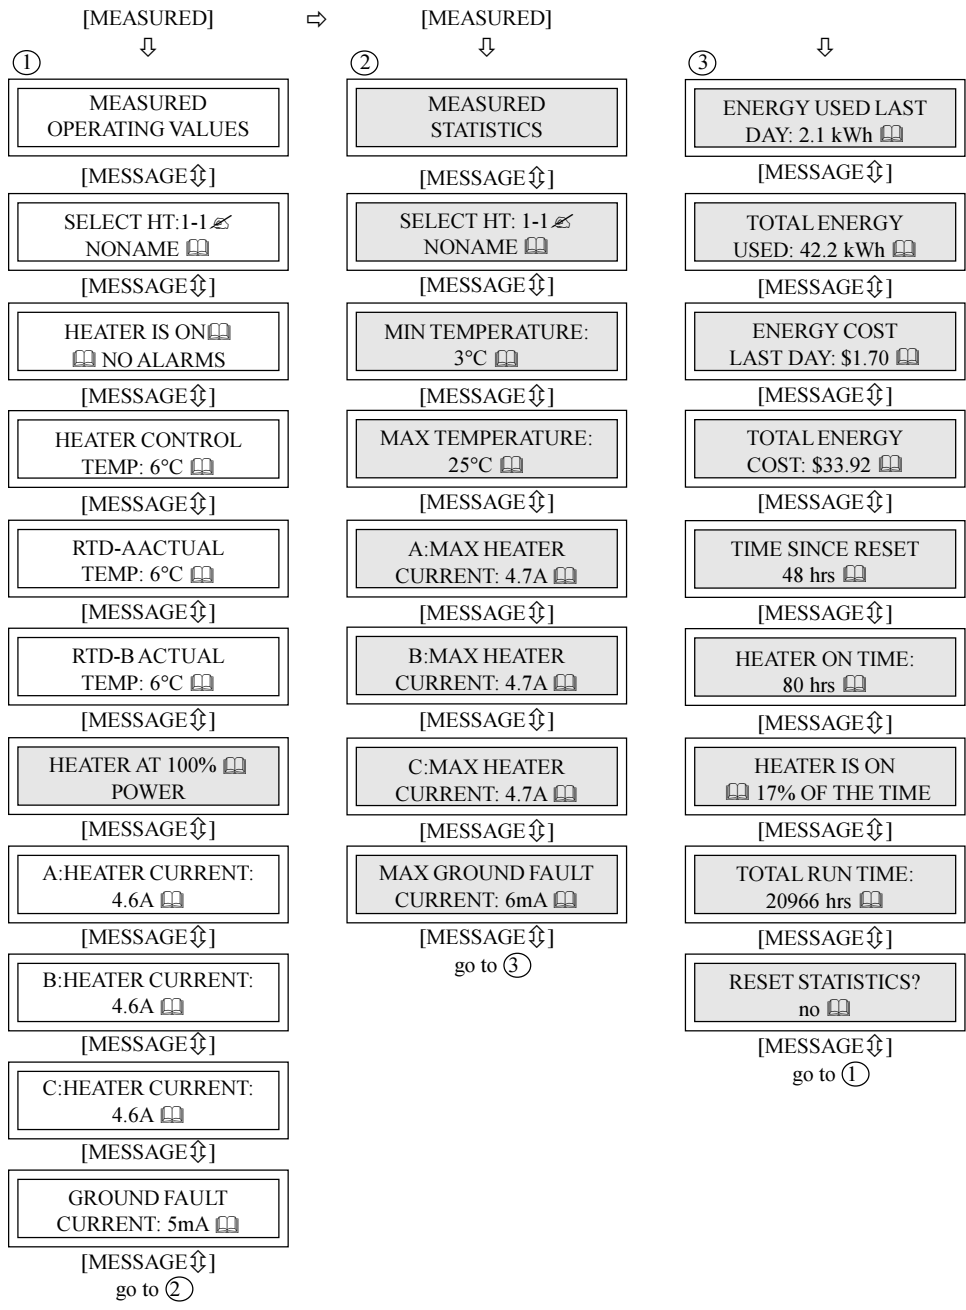 [MEASURED] ⇨ [MEASURED]
①
MEASURED
OPERATING VALUES
[MESSAGE⇳]
SELECT HT:1-1
NONAME
[MESSAGE⇳]
HEATER IS ON
NO ALARMS
[MESSAGE⇳]
HEATER CONTROL
TEMP: 6°C
[MESSAGE⇳]
RTD-AACTUAL
TEMP: 6°C
[MESSAGE⇳]
RTD-B ACTUAL
TEMP: 6°C
[MESSAGE⇳]
HEATER AT 100%
POWER
[MESSAGE⇳]
A:HEATER CURRENT:
4.6A
[MESSAGE⇳]
B:HEATER CURRENT:
4.6A
[MESSAGE⇳]
C:HEATER CURRENT:
4.6A
[MESSAGE⇳]
GROUND FAULT
CURRENT: 5mA
[MESSAGE⇳]
go to ②
②
MEASURED
STATISTICS
[MESSAGE⇳]
SELECT HT: 1-1
NONAME
[MESSAGE⇳]
MIN TEMPERATURE:
3°C
[MESSAGE⇳]
MAX TEMPERATURE:
25°C
[MESSAGE⇳]
A:MAX HEATER
CURRENT: 4.7A
[MESSAGE⇳]
B:MAX HEATER
CURRENT: 4.7A
[MESSAGE⇳]
C:MAX HEATER
CURRENT: 4.7A
[MESSAGE⇳]
MAX GROUND FAULT
CURRENT: 6mA
[MESSAGE⇳]
go to ③
③
ENERGY USED LAST
DAY: 2.1 kWh
[MESSAGE⇳]
TOTAL ENERGY
USED: 42.2 kWh
[MESSAGE⇳]
ENERGY COST
LAST DAY: $1.70
[MESSAGE⇳]
TOTAL ENERGY
COST: $33.92
[MESSAGE⇳]
TIME SINCE RESET
48 hrs
[MESSAGE⇳]
HEATER ON TIME:
80 hrs
[MESSAGE⇳]
HEATER IS ON
17% OF THE TIME
[MESSAGE⇳]
TOTAL RUN TIME:
20966 hrs
[MESSAGE⇳]
RESET STATISTICS?
no
[MESSAGE⇳]
go to ①